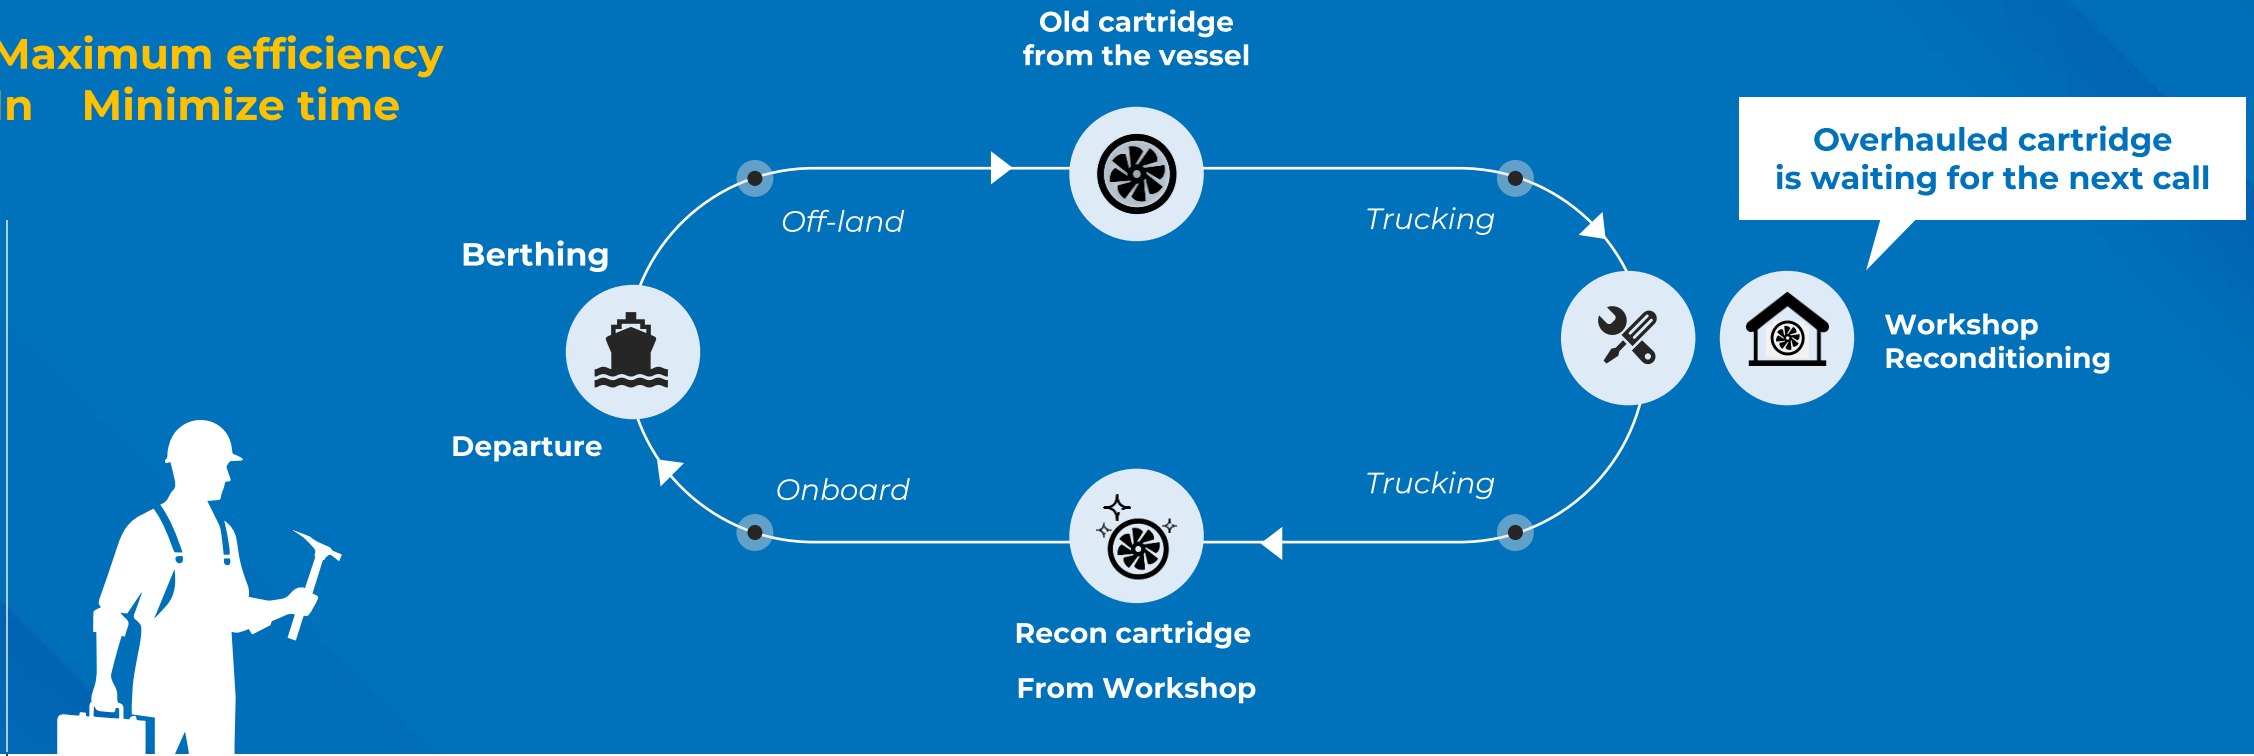 Maximum efficiency
In Minimize time
Old cartridge
from the vessel
Overhauled cartridge
is waiting for the next call
Off-land
Trucking
Berthing
Workshop
Reconditioning
Departure
Onboard
Trucking
Recon cartridge
From Workshop